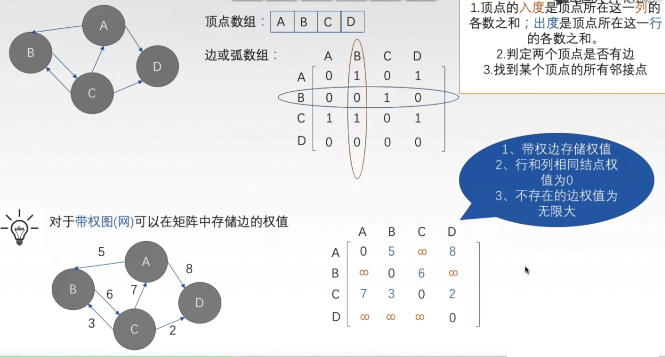 1.顶点的入度是顶点所在这一列的
各数之和；出度是顶点所在这一行
的各数之和。
2.判定两个顶点是否有边
3.找到某个顶点的所有邻接点
顶点数组： A B C D
边或弧数组：
A B C D
A 0 1 0 1
B 0 0 1 0
C 1 1 0 1
D 0 0 0 0
A
B
D
C
1、带权边存储权值
2、行和列相同结点权
值为0
3、不存在的边权值为
无限大
对于带权图(网)可以在矩阵中存储边的权值
A B C D
A 0 5 ∞ 8
B ∞ 0 6 ∞
C 7 3 0 2
D ∞ ∞ ∞ 0
5
A
8
B
6
7
D
3
C
2